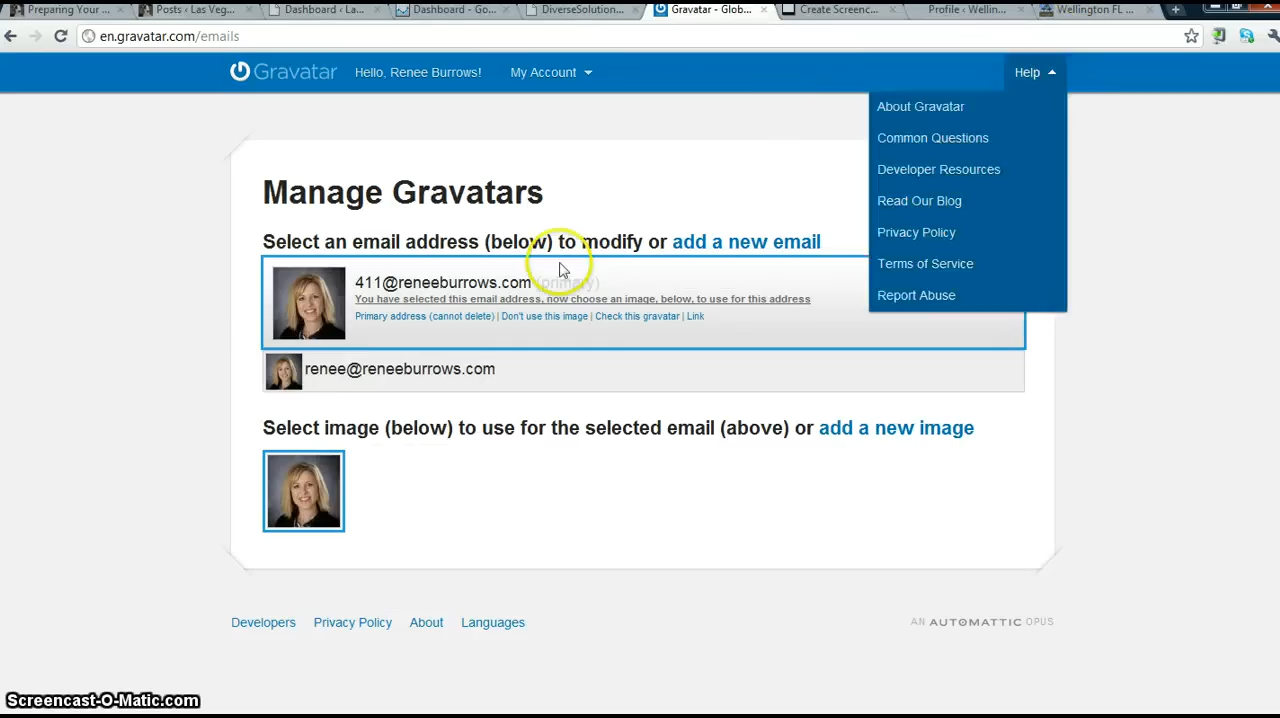 Preparing Your ...
Posts ‹ Las Veg...
Dashboard ‹ La...
Dashboard - Go...
DiverseSolution...
Gravatar - Glob...
Create Screenc...
Profile ‹ Wellin...
Wellington FL ...
en.gravatar.com/emails
Gravatar
Hello, Renee Burrows!
My Account
Help
About Gravatar
Common Questions
Developer Resources
Read Our Blog
Privacy Policy
Terms of Service
Report Abuse
Manage Gravatars
Select an email address (below) to modify or add a new email
411@reneeburrows.com (primary)
You have selected this email address, now choose an image, below, to use for this address
Primary address (cannot delete) | Don't use this image | Check this gravatar | Link
renee@reneeburrows.com
Select image (below) to use for the selected email (above) or add a new image
Developers Privacy Policy About Languages
AN AUTOMATTIC OPUS
Screencast-O-Matic.com